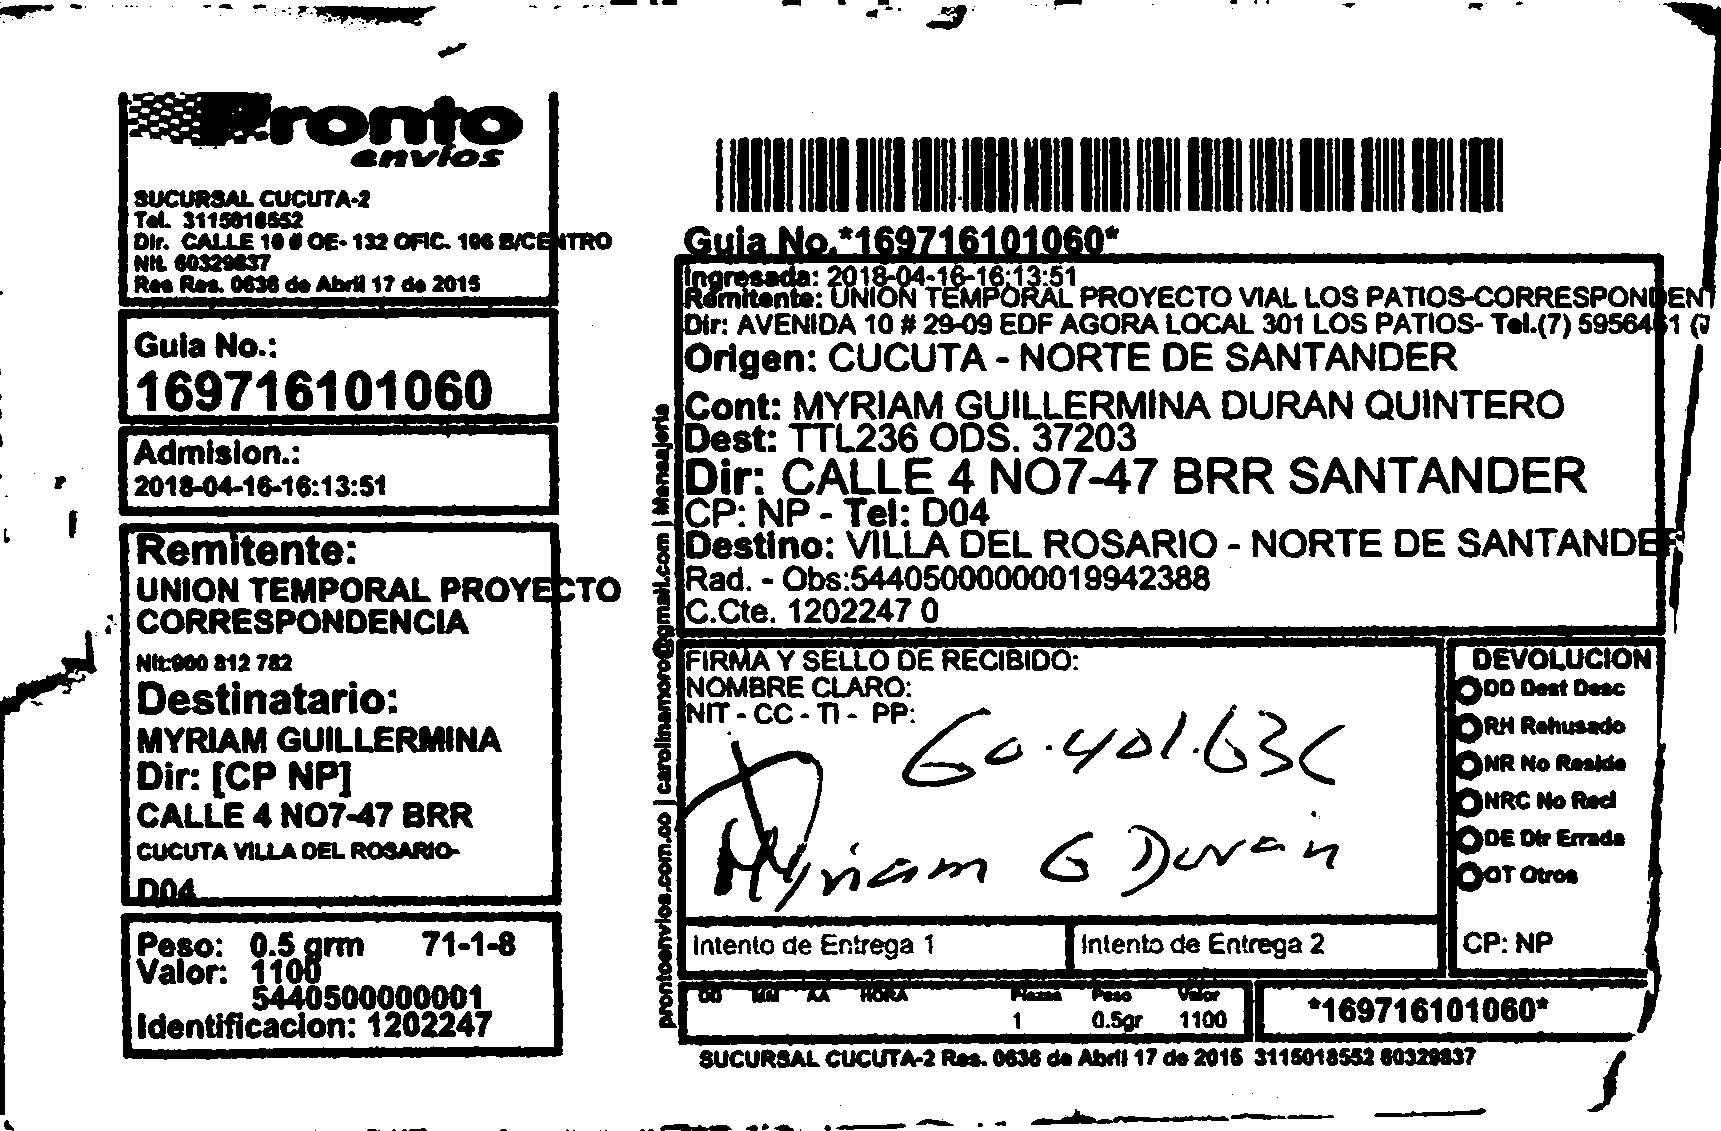 Pronto
envios
SUCURSAL CUCUTA-2
Tel. 3115018552
Dir. CALLE 10 # OE- 132 OFIC. 106 B/CENTRO
Nit. 60329837
Res Res. 0636 de Abril 17 de 2015
Guia No.:
169716101060
Admision.:
2018-04-16-16:13:51
Remitente:
UNION TEMPORAL PROYECTO
CORRESPONDENCIA
Nit:900 812 782
Destinatario:
MYRIAM GUILLERMINA
Dir: [CP NP]
CALLE 4 NO7-47 BRR
CUCUTA VILLA DEL ROSARIO-
D04
Peso: 0.5 grm 71-1-8
Valor: 1100
5440500000001
Identificacion: 1202247
prontoenvios.com.co | carolinamoro@gmail.com | Mensajeria
Guia No.*169716101060*
Ingresada: 2018-04-16-16:13:51
Remitente: UNION TEMPORAL PROYECTO VIAL LOS PATIOS-CORRESPONDENT
Dir: AVENIDA 10 # 29-09 EDF AGORA LOCAL 301 LOS PATIOS- Tel.(7)
Origen: CUCUTA - NORTE DE SANTANDER
Cont: MYRIAM GUILLERMINA DURAN QUINTERO
Dest: TTL236 ODS. 37203
Dir: CALLE 4 NO7-47 BRR SANTANDER
CP: NP - Tel: D04
Destino: VILLA DEL ROSARIO - NORTE DE SANTANDER
Rad. - Obs:544050000000019942388
C.Cte. 1202247 0
FIRMA Y SELLO DE RECIBIDO:
NOMBRE CLARO:
NIT - CC - TI - PP:
Myriam G Duran
Intento de Entrega 1
Intento de Entrega 2
DEVOLUCION
DD Dest Desc
RH Rehusado
NR No Reside
NRC No Recl
DE Dir Errada
OT Otros
CP: NP
DD MM AA HORA Piezas Peso Valor
1 0.5gr 1100
*169716101060*
SUCURSAL CUCUTA-2 Res. 0636 de Abril 17 de 2015 3115018552 60329837